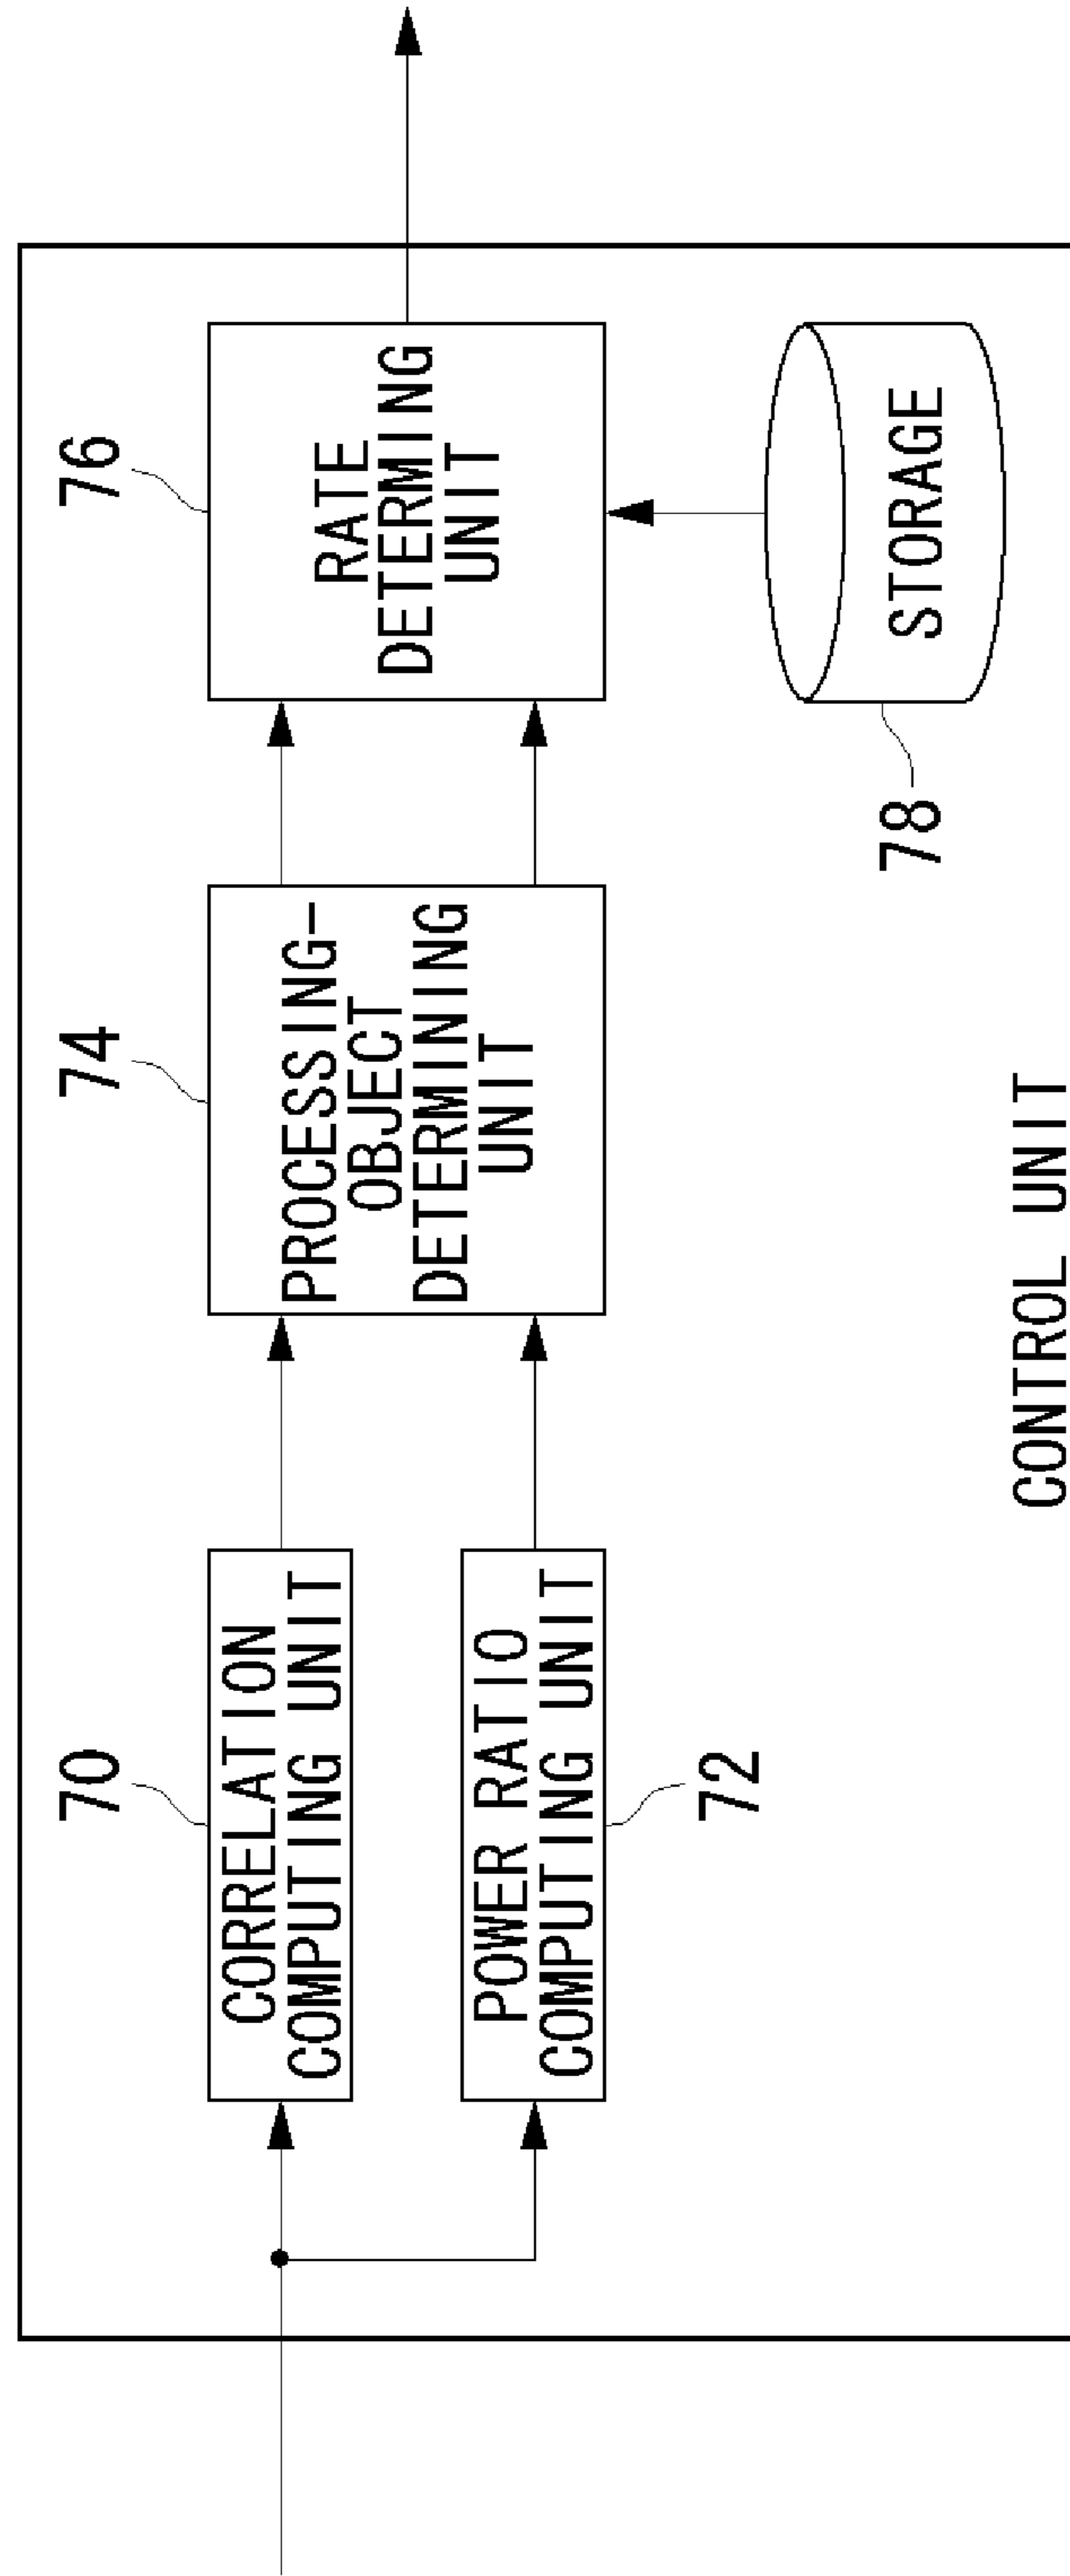 70
CORRELATION
COMPUTING UNIT
POWER RATIO
COMPUTING UNIT
72
74
PROCESSING-
OBJECT
DETERMINING
UNIT
76
RATE
DETERMING
UNIT
STORAGE
78
CONTROL UNIT